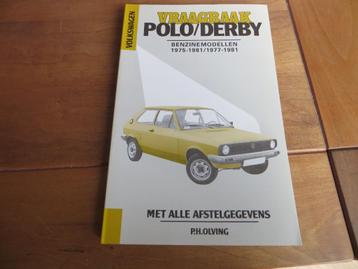 VOLKSWAGEN
VRAAGBAAK
POLO/DERBY
BENZINEMODELLEN
1975-1981/1977-1981
MET ALLE AFSTELGEGEVENS
P.H. OLVING